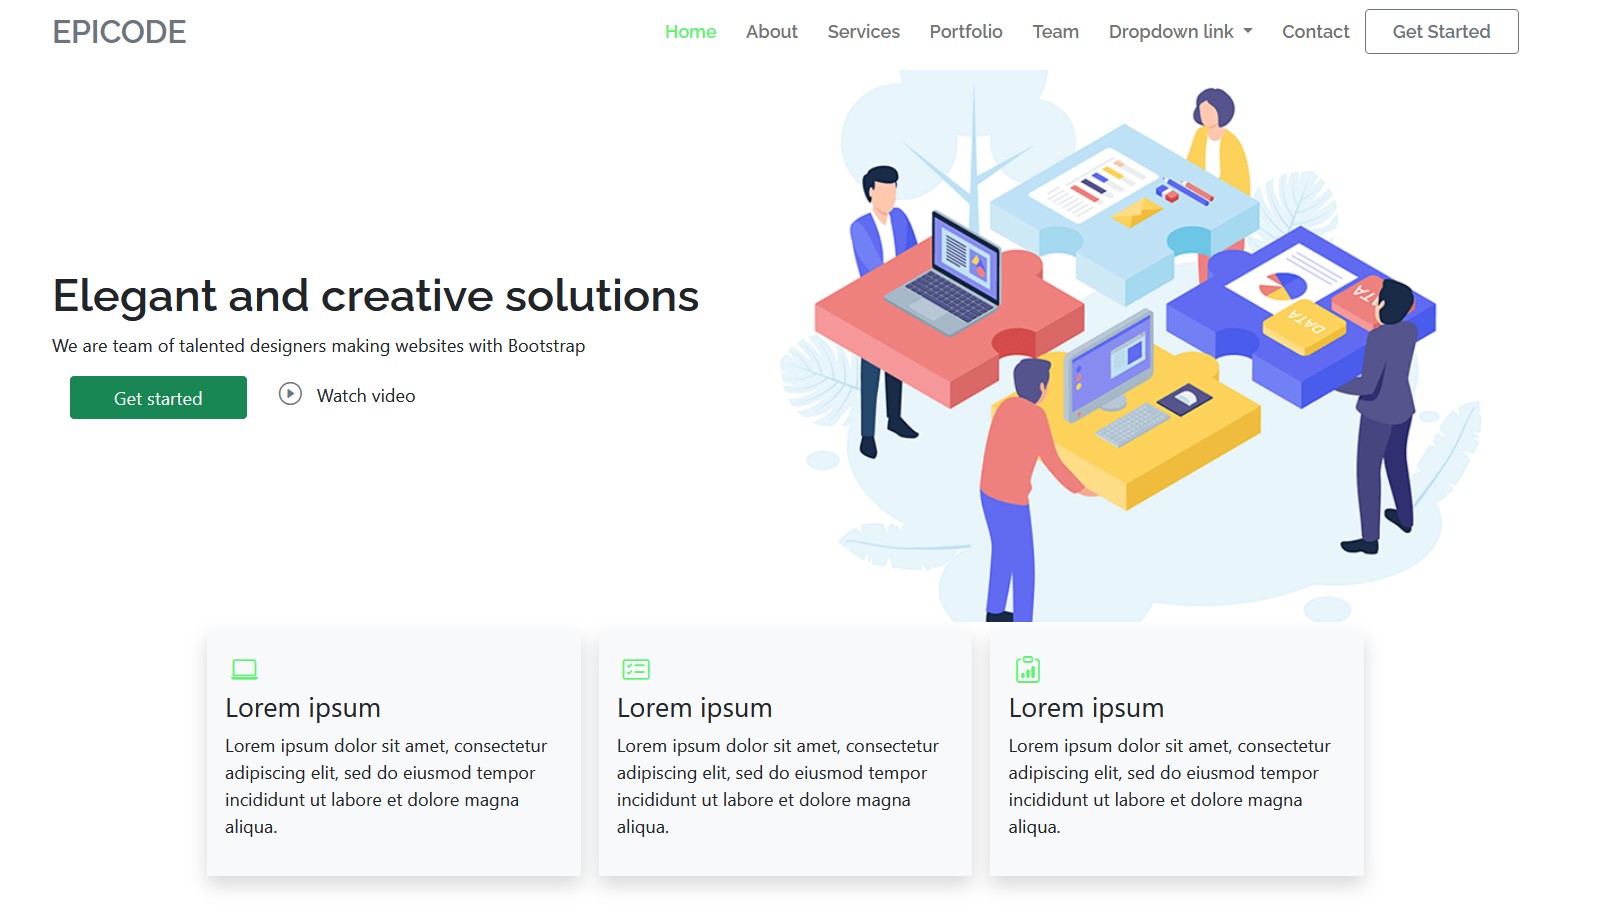 EPICODE
Home About Services Portfolio Team Dropdown link Contact Get Started
DATA
DATA
Elegant and creative solutions
We are team of talented designers making websites with Bootstrap
Get started Watch video
Lorem ipsum
Lorem ipsum dolor sit amet, consectetur
adipiscing elit, sed do eiusmod tempor
incididunt ut labore et dolore magna
aliqua.
Lorem ipsum
Lorem ipsum dolor sit amet, consectetur
adipiscing elit, sed do eiusmod tempor
incididunt ut labore et dolore magna
aliqua.
Lorem ipsum
Lorem ipsum dolor sit amet, consectetur
adipiscing elit, sed do eiusmod tempor
incididunt ut labore et dolore magna
aliqua.